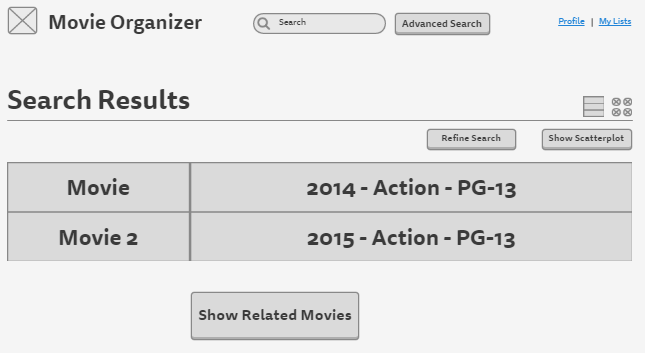 Movie Organizer
Search
Advanced Search
Profile | My Lists
Search Results
Refine Search
Show Scatterplot
Movie 2014 - Action - PG-13
Movie 2 2015 - Action - PG-13
Show Related Movies